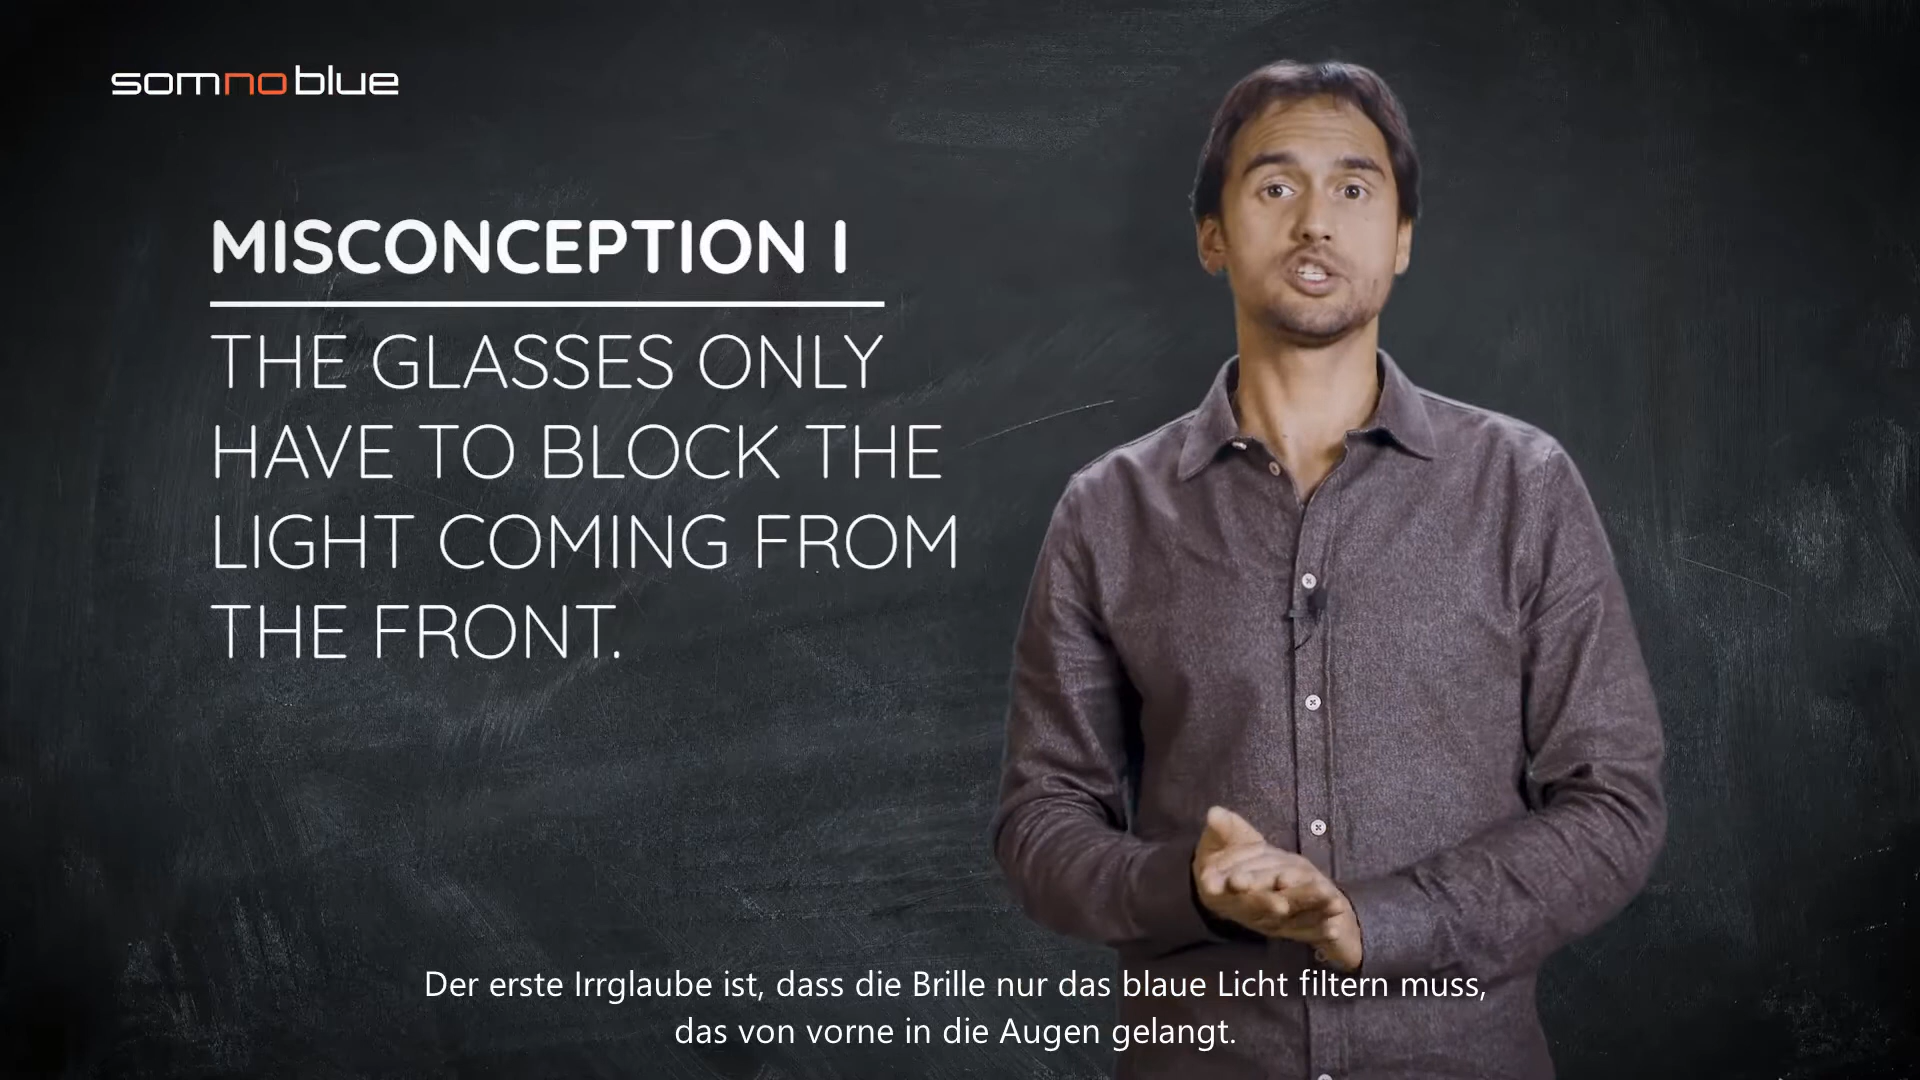 somnoblue
MISCONCEPTION I
THE GLASSES ONLY
HAVE TO BLOCK THE
LIGHT COMING FROM
THE FRONT.
Der erste Irrglaube ist, dass die Brille nur das blaue Licht filtern muss,
das von vorne in die Augen gelangt.